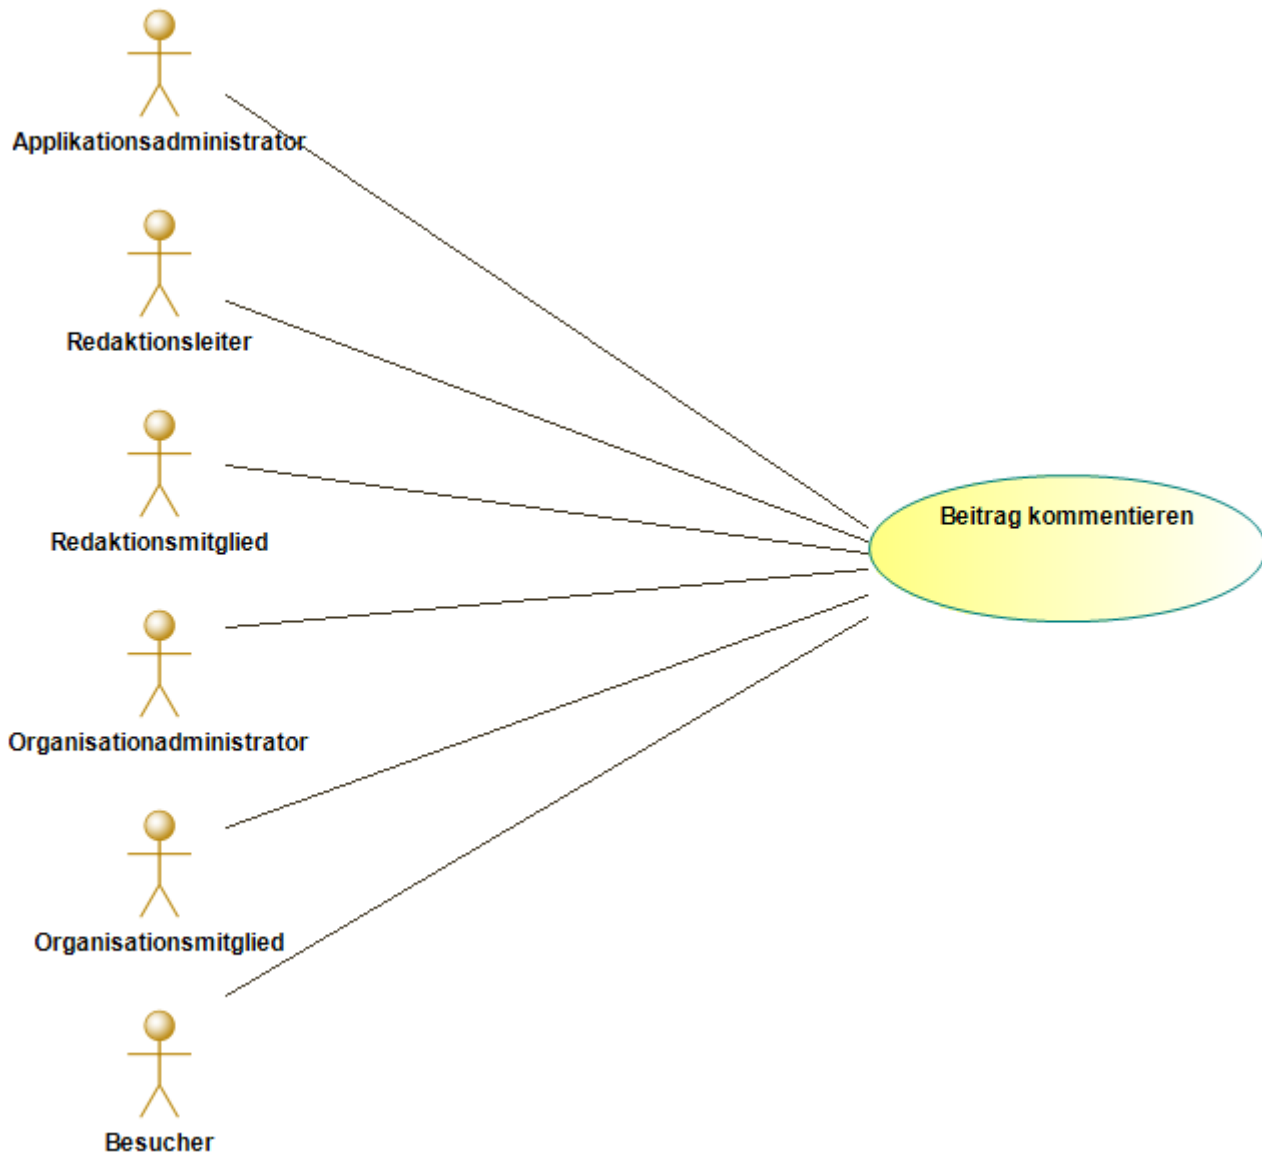 Applikationsadministrator
Redaktionsleiter
Redaktionsmitglied
Beitrag kommentieren
Organisationadministrator
Organisationsmitglied
Besucher